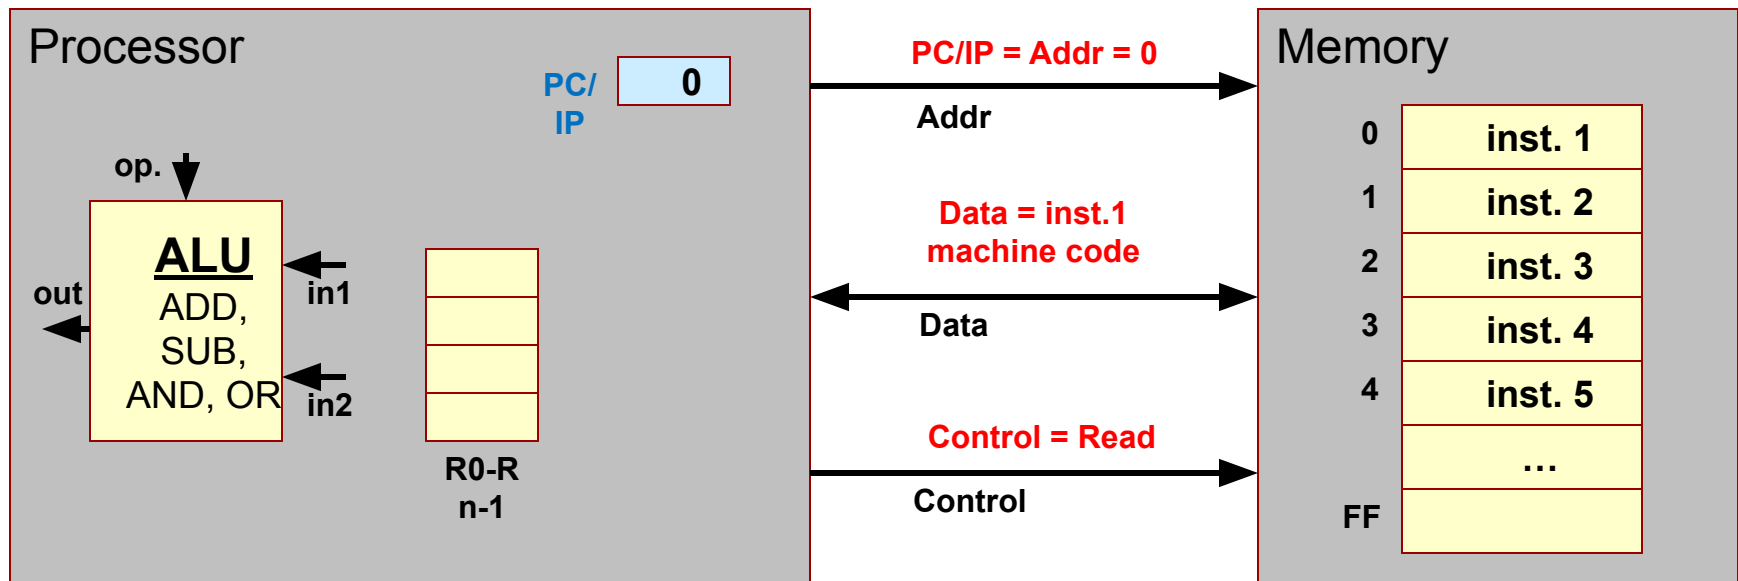 Processor
PC/
IP
0
op.
ALU
ADD,
SUB,
AND, OR
out
in1
in2
R0-R
n-1
PC/IP = Addr = 0
Addr
Data = inst.1
machine code
Data
Control = Read
Control
Memory
0 inst. 1
1 inst. 2
2 inst. 3
3 inst. 4
4 inst. 5
...
FF